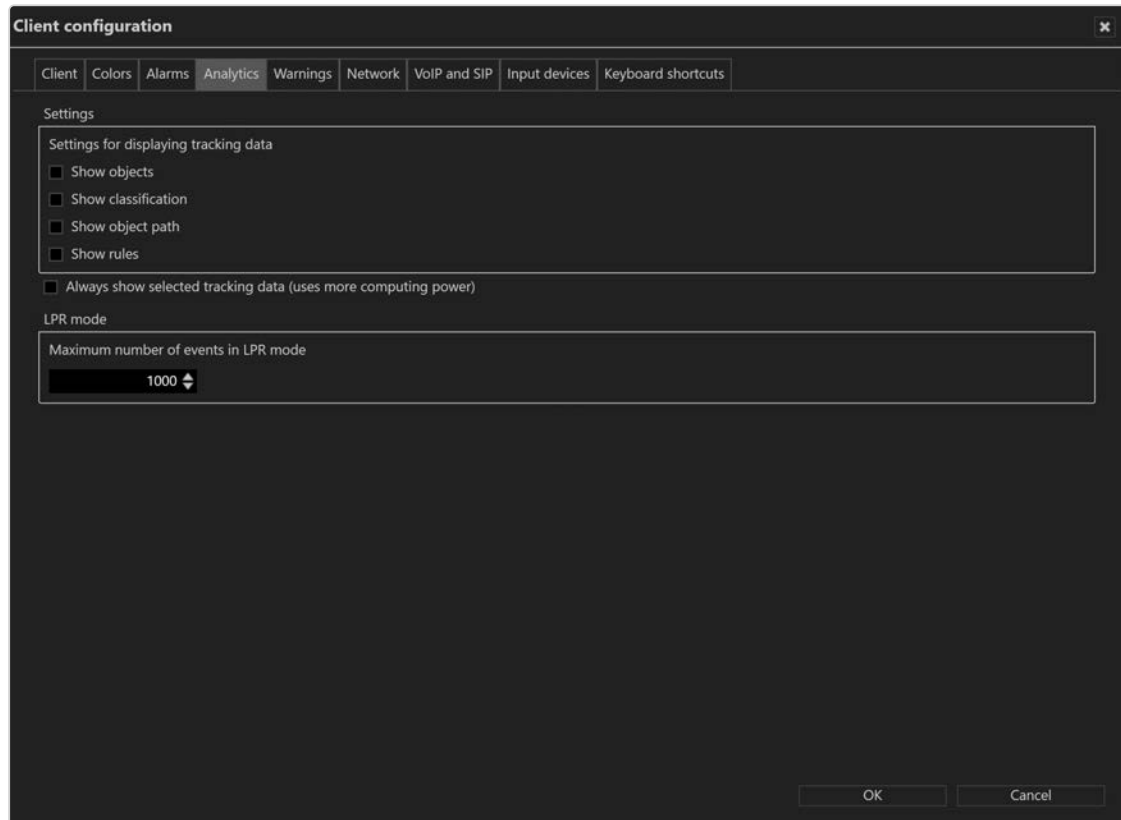 Client configuration
Client Colors Alarms Analytics Warnings Network VoIP and SIP Input devices Keyboard shortcuts
Settings
Settings for displaying tracking data
Show objects
Show classification
Show object path
Show rules
Always show selected tracking data (uses more computing power)
LPR mode
Maximum number of events in LPR mode
1000
OK Cancel